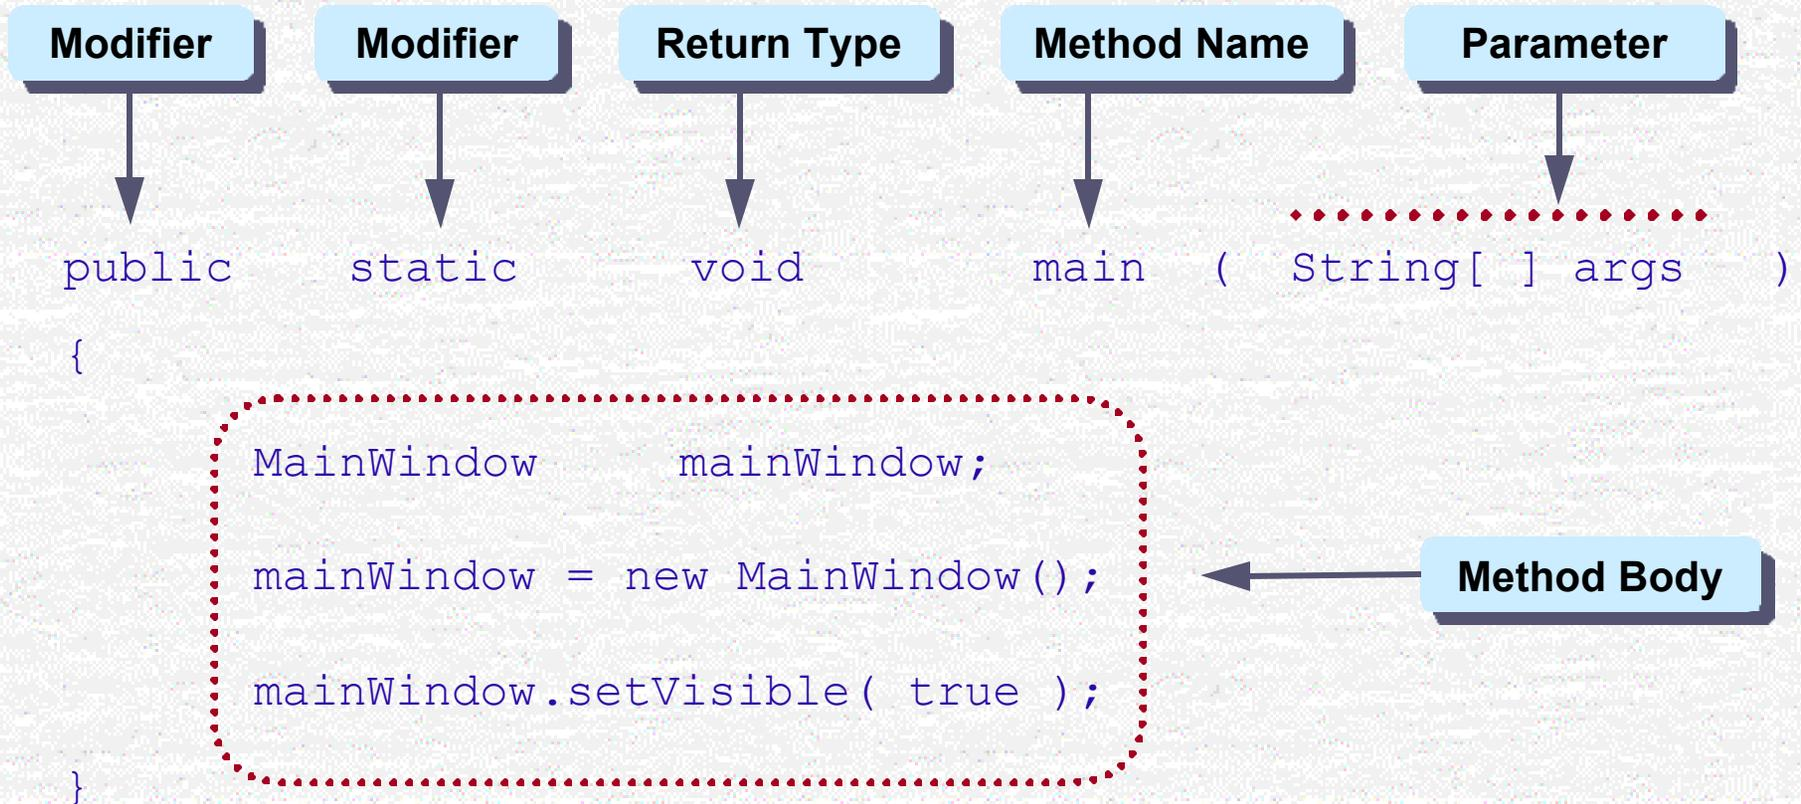 Modifier Modifier Return Type Method Name Parameter
public static void main ( String[ ] args )
{
MainWindow mainWindow;
mainWindow = new MainWindow();
Method Body
mainWindow.setVisible( true );
}